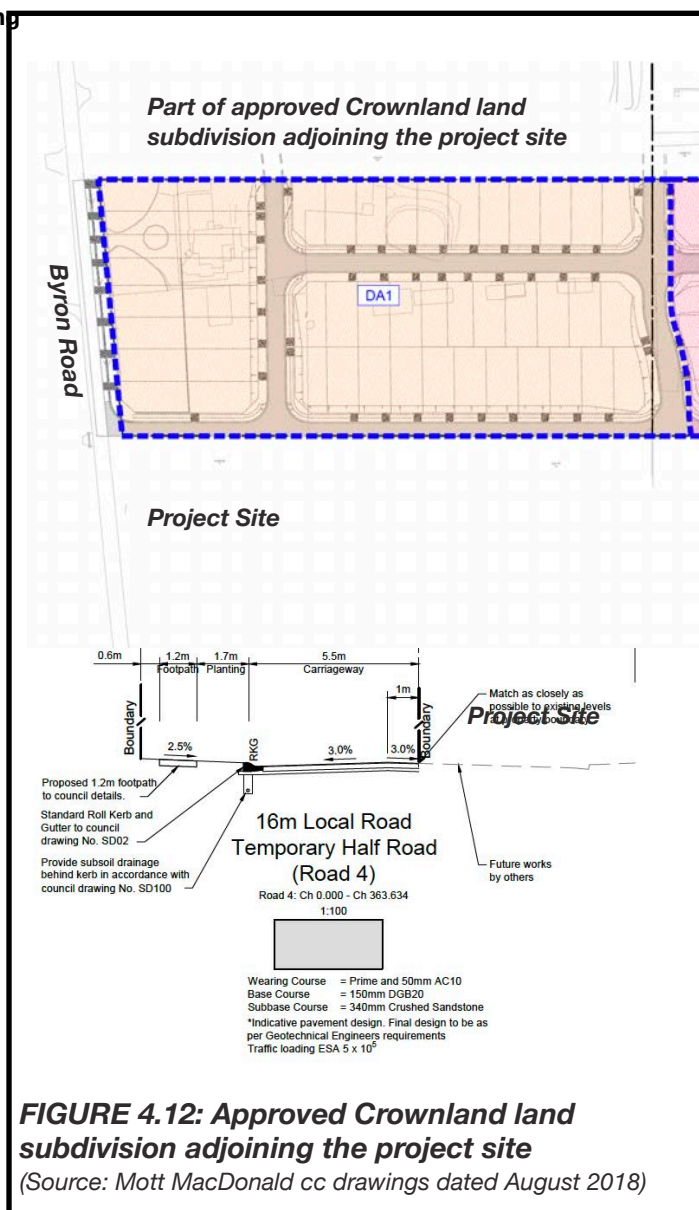 ng
Part of approved Crownland land
subdivision adjoining the project site
Byron Road
DA1
Project Site
0.6m
1.2m
Footpath
1.7m
Planting
5.5m
Carriageway
1m
Boundary
2.5%
RKG
3.0%
3.0%
Boundary
Match as closely as
possible to existing levels
at property boundary
Project Site
Proposed 1.2m footpath
to council details.
Standard Roll Kerb and
Gutter to council
drawing No. SD02
Provide subsoil drainage
behind kerb in accordance with
council drawing No. SD100
16m Local Road
Temporary Half Road
(Road 4)
Road 4: Ch 0.000 - Ch 363.634
1:100
Future works
by others
Wearing Course = Prime and 50mm AC10
Base Course = 150mm DGB20
Subbase Course = 340mm Crushed Sandstone
*Indicative pavement design. Final design to be as
per Geotechnical Engineers requirements
Traffic loading ESA 5 x 10⁵
FIGURE 4.12: Approved Crownland land
subdivision adjoining the project site
(Source: Mott MacDonald cc drawings dated August 2018)